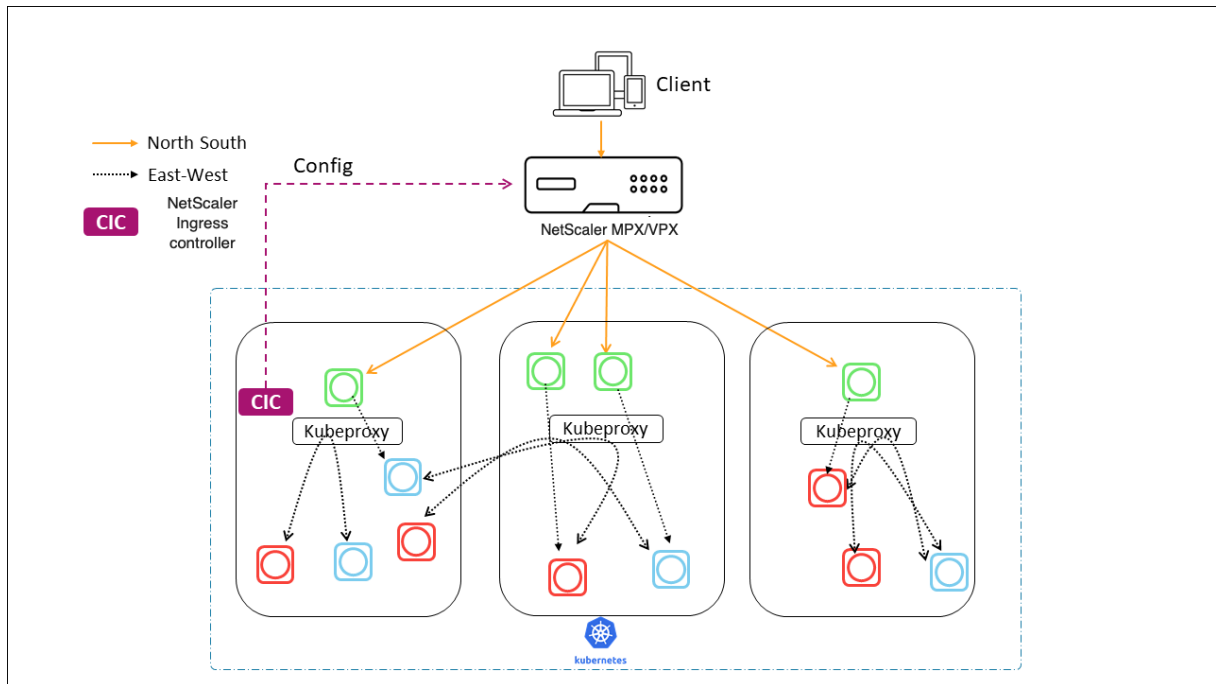 Client
North South
Config
East-West
CIC
NetScaler
Ingress
controller
NetScaler MPX/VPX
CIC
Kubeproxy
Kubeproxy
Kubeproxy
kubernetes